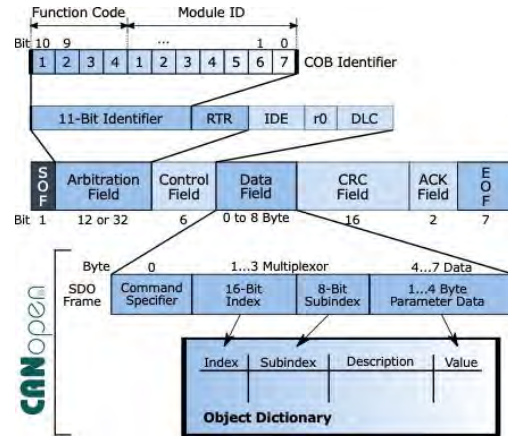 Function Code Module ID
Bit 10 9 ... 1 0
1 2 3 4 1 2 3 4 5 6 7 COB Identifier
11-Bit Identifier RTR IDE r0 DLC
SOF Arbitration Field Control Field Data Field CRC Field ACK Field EOF
Bit 1 12 or 32 6 0 to 8 Byte 16 2 7
Byte 0 1...3 Multiplexor 4...7 Data
SDO Frame Command Specifier 16-Bit Index 8-Bit Subindex 1...4 Byte Parameter Data
CANopen
Index Subindex Description Value
Object Dictionary